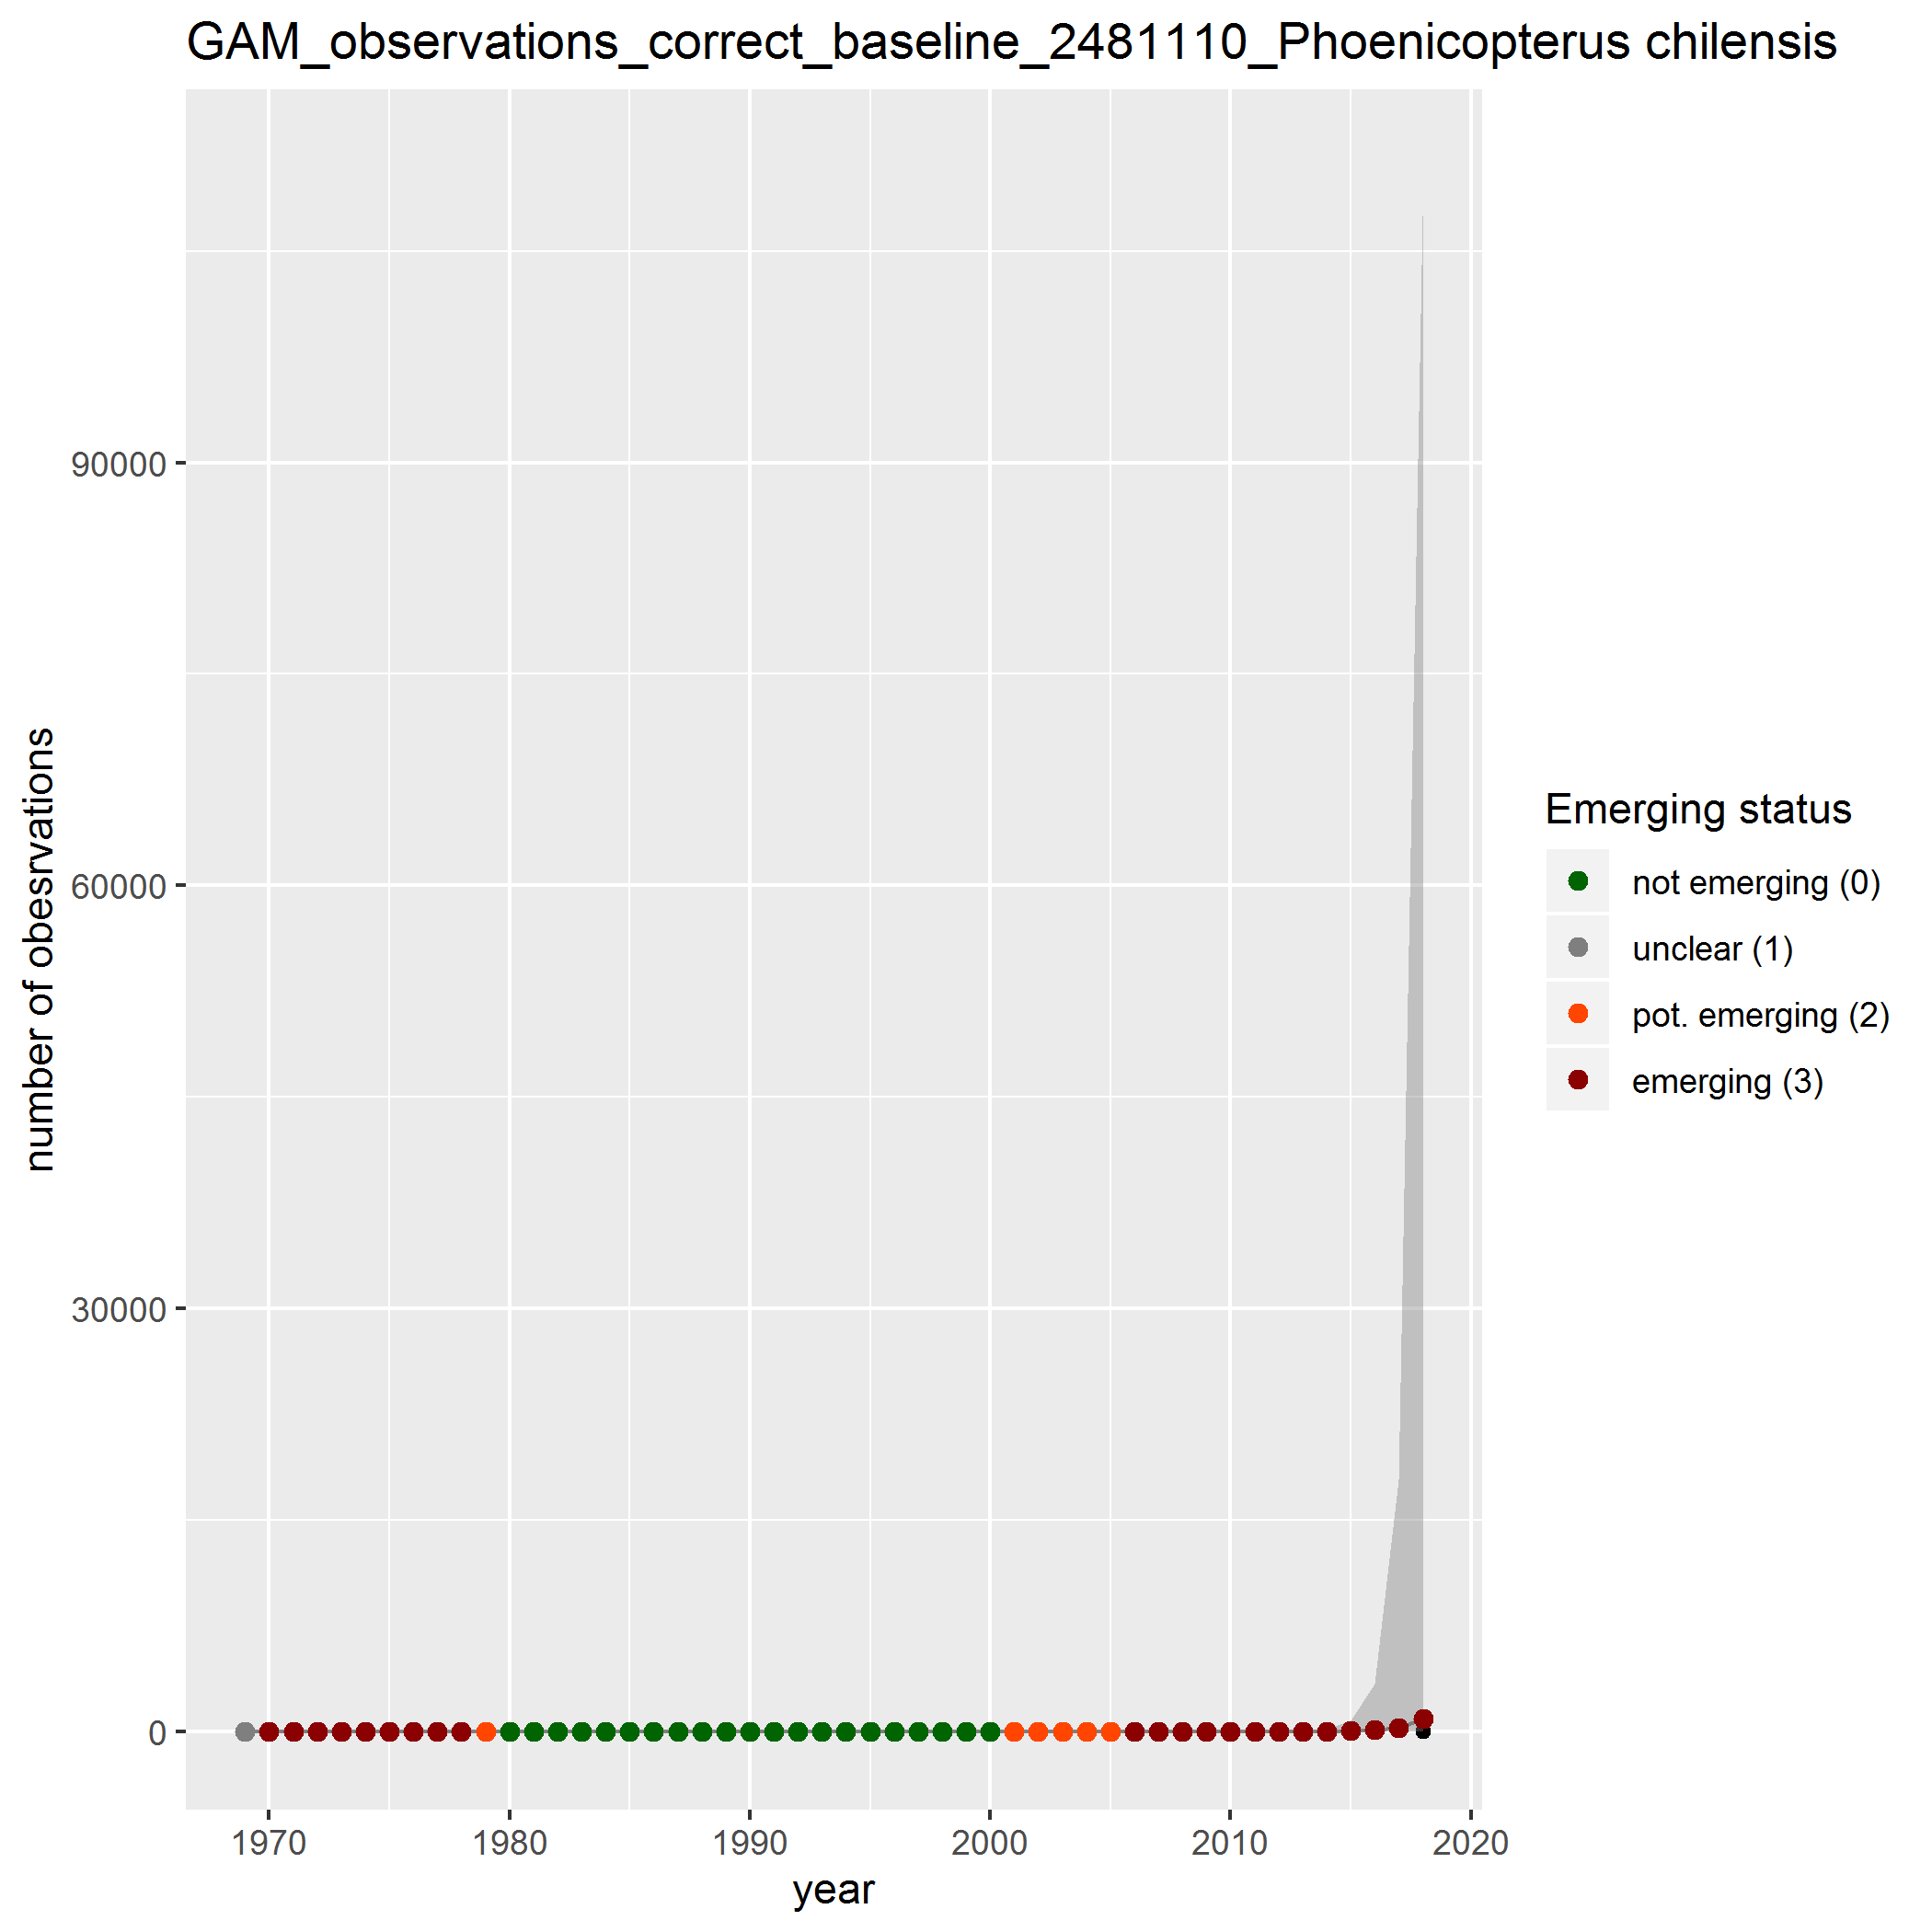 GAM_observations_correct_baseline_2481110_Phoenicopterus chilensis
number of obesrvations
90000
60000
30000
0
1970 1980 1990 2000 2010 2020
year
Emerging status
not emerging (0)
unclear (1)
pot. emerging (2)
emerging (3)